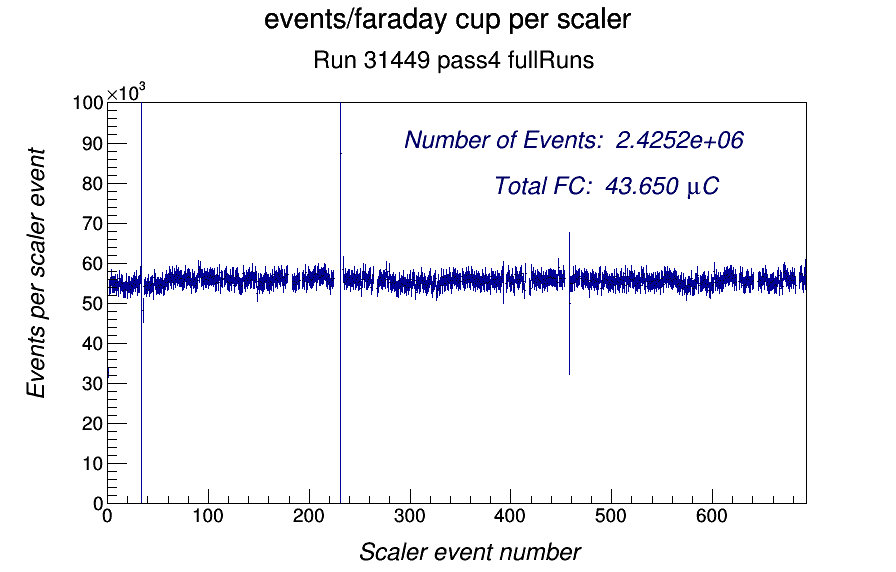 events/faraday cup per scaler
Run 31449 pass4 fullRuns
×10³
100
90
80
70
60
50
40
30
20
10
0
Events per scaler event
Number of Events: 2.4252e+06
Total FC: 43.650 μC
0 100 200 300 400 500 600
Scaler event number